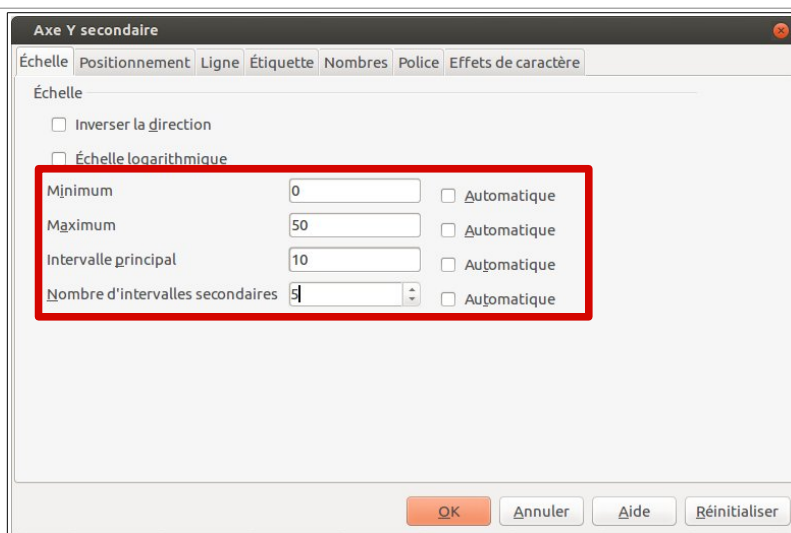 Axe Y secondaire
Échelle Positionnement Ligne Étiquette Nombres Police Effets de caractère
Échelle
Inverser la direction
Échelle logarithmique
Minimum 0 Automatique
Maximum 50 Automatique
Intervalle principal 10 Automatique
Nombre d'intervalles secondaires 5 Automatique
OK Annuler Aide Réinitialiser